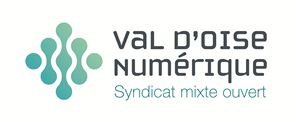 VAL D'OISE
NUMÉRIQUE
Syndicat mixte ouvert